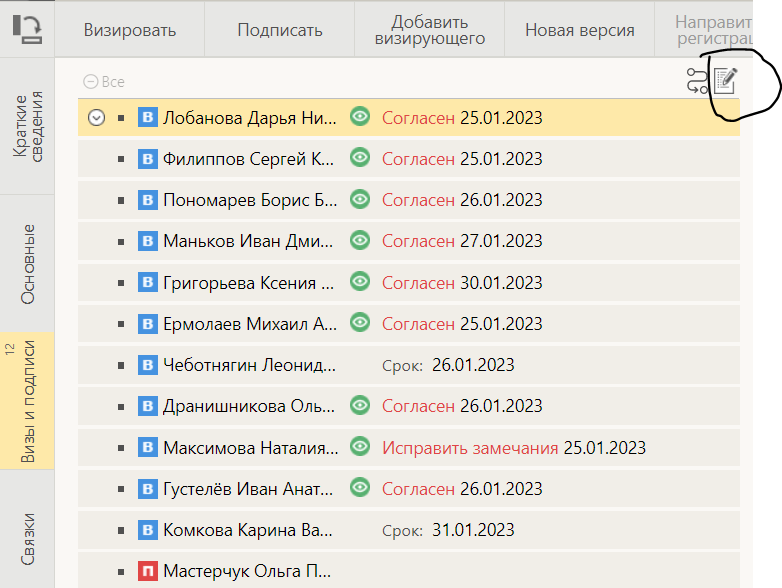 Визировать
Подписать
Добавить
визирующего
Новая версия
Направит
регистрац
Краткие
сведения
Основные
12
Визы и подписи
Связки
Все
В Лобанова Дарья Ни... Согласен 25.01.2023
В Филиппов Сергей К... Согласен 25.01.2023
В Пономарев Борис Б... Согласен 26.01.2023
В Маньков Иван Дми... Согласен 27.01.2023
В Григорьева Ксения ... Согласен 30.01.2023
В Ермолаев Михаил А... Согласен 25.01.2023
В Чеботнягин Леонид... Срок: 26.01.2023
В Дранишникова Оль... Согласен 26.01.2023
В Максимова Наталия... Исправить замечания 25.01.2023
В Густелёв Иван Анат... Согласен 26.01.2023
В Комкова Карина Ва... Срок: 31.01.2023
П Мастерчук Ольга П...